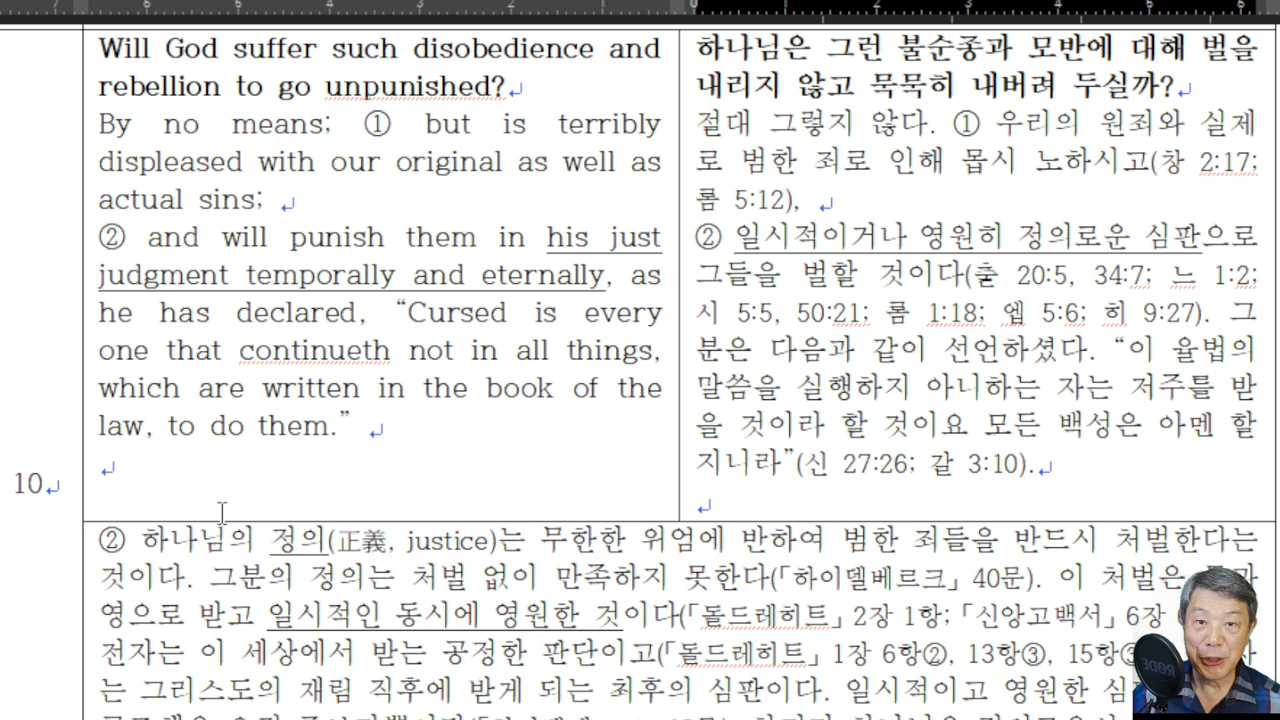 Will God suffer such disobedience and
rebellion to go unpunished?
By no means; ① but is terribly
displeased with our original as well as
actual sins;
② and will punish them in his just
judgment temporally and eternally, as
he has declared, “Cursed is every
one that continueth not in all things,
which are written in the book of the
law, to do them.”
하나님은 그런 불순종과 모반에 대해 벌을
내리지 않고 묵묵히 내버려 두실까?
절대 그렇지 않다. ① 우리의 원죄와 실제
로 범한 죄로 인해 몹시 노하시고(창 2:17;
롬 5:12),
② 일시적이거나 영원히 정의로운 심판으로
그들을 벌할 것이다(출 20:5, 34:7; 느 1:2;
시 5:5, 50:21; 롬 1:18; 엡 5:6; 히 9:27). 그
분은 다음과 같이 선언하셨다. “이 율법의
말씀을 실행하지 아니하는 자는 저주를 받
을 것이라 할 것이요 모든 백성은 아멘 할
지니라”(신 27:26; 갈 3:10).
10
② 하나님의 정의(正義, justice)는 무한한 위엄에 반하여 범한 죄들을 반드시 처벌한다는
것이다. 그분의 정의는 처벌 없이 만족하지 못한다(「하이델베르크」 40문). 이 처벌은
영으로 받고 일시적인 동시에 영원한 것이다(「돌드레히트」 2장 1항; 「신앙고백서」 6장
전자는 이 세상에서 받는 공정한 판단이고(「돌드레히트」 1장 6항②, 13항③, 15항
는 그리스도의 재림 직후에 받게 되는 최후의 심판이다. 일시적이고 영원한
RØDE